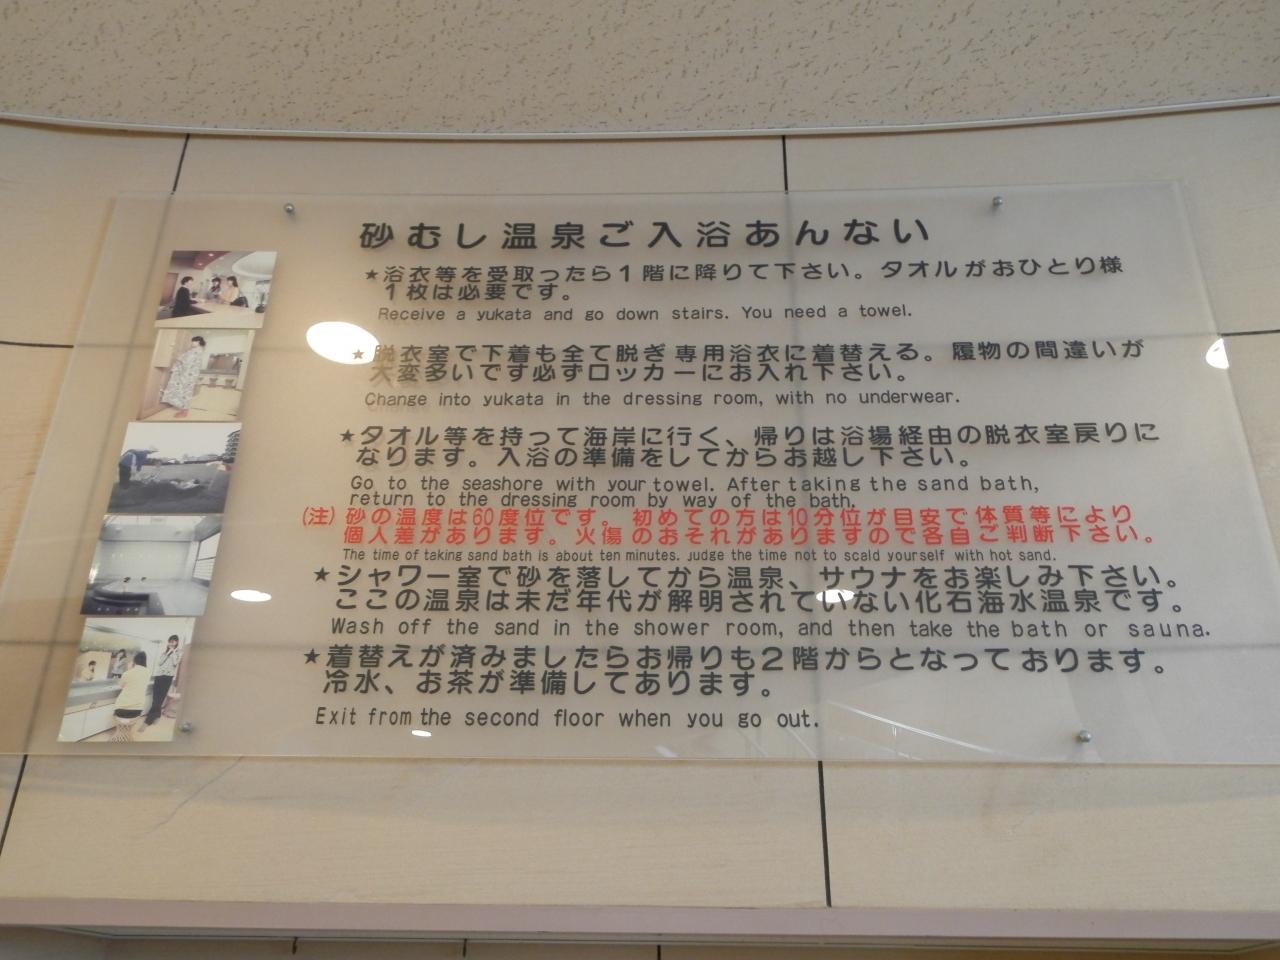 砂むし温泉ご入浴あんない
★浴衣等を受取ったら1階に降りて下さい。タオルがおひとり様
1枚は必要です。
Receive a yukata and go down stairs. You need a towel.
★脱衣室で下着も全て脱ぎ専用浴衣に着替える。履物の間違いが
大変多いです必ずロッカーにお入れ下さい。
Change into yukata in the dressing room, with no underwear.
★タオル等を持って海岸に行く、帰りは浴場経由の脱衣室戻りに
なります。入浴の準備をしてからお越し下さい。
Go to the seashore with your towel. After taking the sand bath,
return to the dressing room by way of the bath.
(注)砂の温度は60度位です。初めての方は10分位が目安で体質等により
個人差があります。火傷のおそれがありますので各自ご判断下さい。
The time of taking sand bath is about ten minutes. Judge the time not to scald yourself with hot sand.
★シャワー室で砂を落してから温泉、サウナをお楽しみ下さい。
ここの温泉は未だ年代が解明されていない化石海水温泉です。
Wash off the sand in the shower room, and then take the bath or sauna.
★着替えが済みましたらお帰りも2階からとなっております。
冷水、お茶が準備してあります。
Exit from the second floor when you go out.